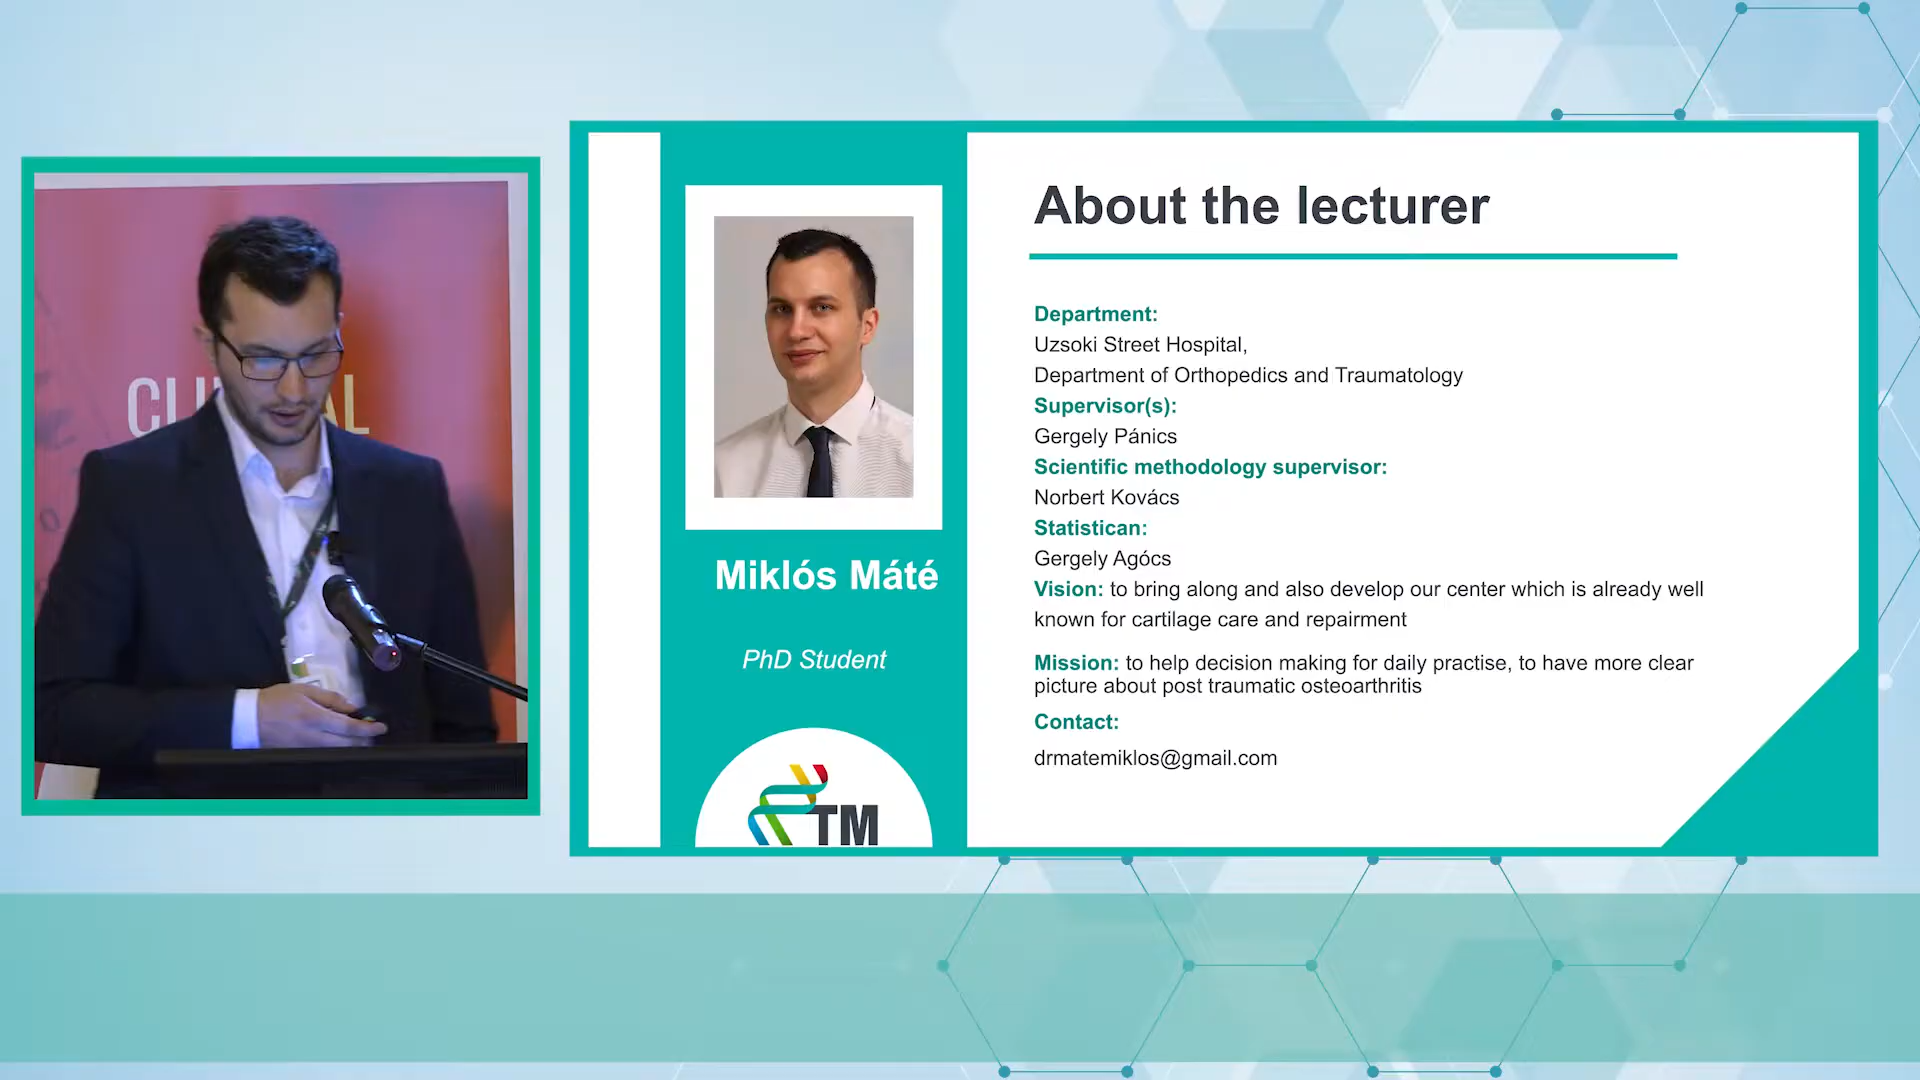 About the lecturer
Department:
Uzsoki Street Hospital,
Department of Orthopedics and Traumatology
Supervisor(s):
Gergely Pánics
Scientific methodology supervisor:
Norbert Kovács
Statistican:
Gergely Agócs
Vision: to bring along and also develop our center which is already well
known for cartilage care and repairment
Mission: to help decision making for daily practise, to have more clear
picture about post traumatic osteoarthritis
Contact:
drmatemiklos@gmail.com
Miklós Máté
PhD Student
TM